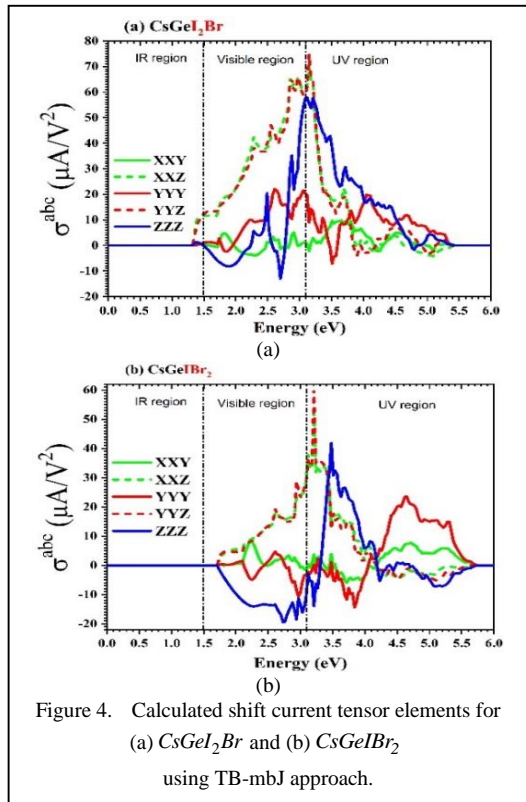 (a) CsGeI₂Br
IR region Visible region UV region
σᵃᵇᶜ (μA/V²)
80
70
60
50
40
30
20
10
0
-10
-20
XXY
XXZ
YYY
YYZ
ZZZ
0.0 0.5 1.0 1.5 2.0 2.5 3.0 3.5 4.0 4.5 5.0 5.5 6.0
Energy (eV)
(a)
(b) CsGeIBr₂
IR region Visible region UV region
σᵃᵇᶜ (μA/V²)
60
50
40
30
20
10
0
-10
-20
XXY
XXZ
YYY
YYZ
ZZZ
0.0 0.5 1.0 1.5 2.0 2.5 3.0 3.5 4.0 4.5 5.0 5.5 6.0
Energy (eV)
(b)
Figure 4. Calculated shift current tensor elements for
(a) CsGeI₂Br and (b) CsGeIBr₂
using TB-mbJ approach.